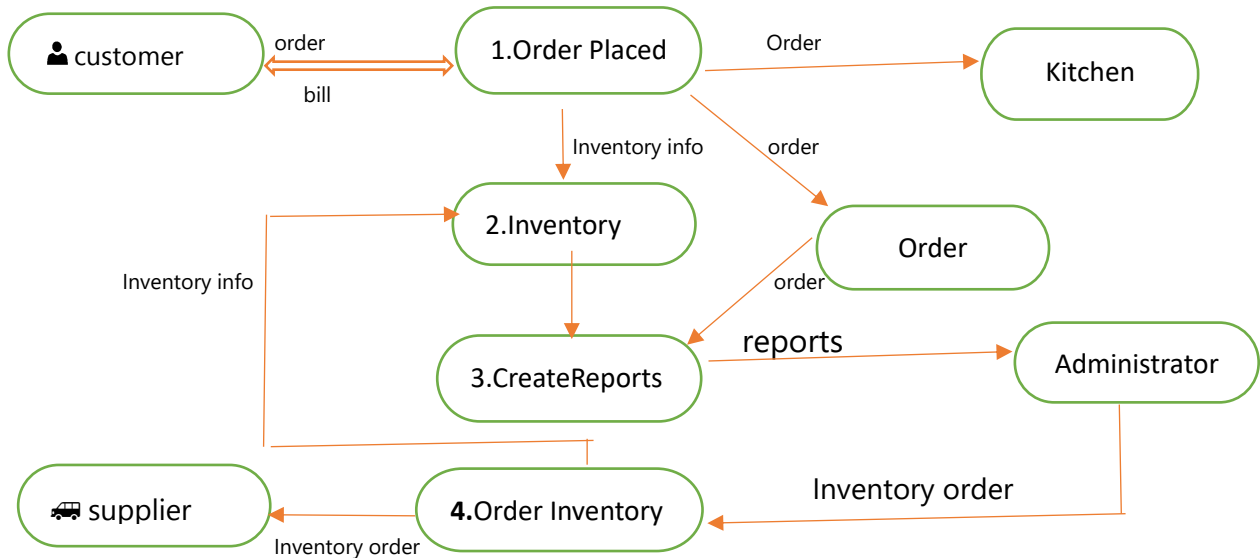 customer
order
bill
1.Order Placed
Order
Kitchen
Inventory info
order
2.Inventory
Order
Inventory info
order
reports
3.CreateReports
Administrator
Inventory order
supplier
4.Order Inventory
Inventory order